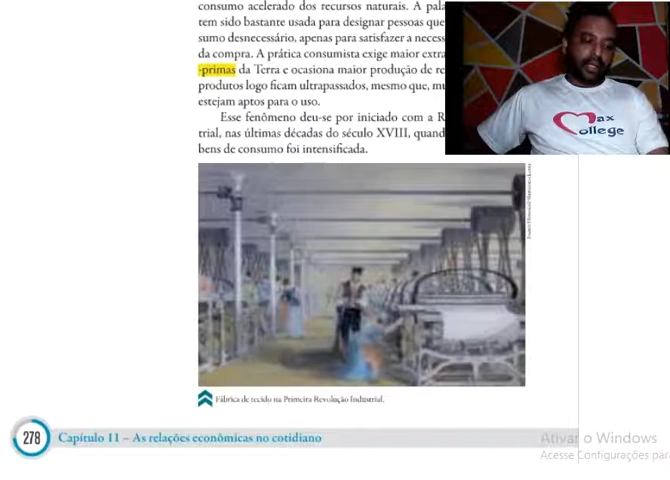 consumo acelerado dos recursos naturais. A pala
tem sido bastante usada para designar pessoas que
sumo desnecessário, apenas para satisfazer a necess
da compra. A prática consumista exige maior extra
-primas da Terra e ocasiona maior produção de re
produtos logo ficam ultrapassados, mesmo que, mu
estejam aptos para o uso.
Esse fenômeno deu-se por iniciado com a R
trial, nas últimas décadas do século XVIII, quand
bens de consumo foi intensificada.
Max
College
Fábrica de tecido na Primeira Revolução Industrial.
278 Capítulo 11 – As relações econômicas no cotidiano
Ativar o Windows
Acesse Configurações para